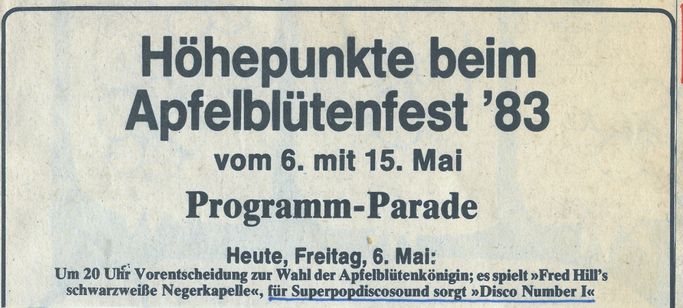 Höhepunkte beim
Apfelblütenfest ’83
vom 6. mit 15. Mai
Programm-Parade
Heute, Freitag, 6. Mai:
Um 20 Uhr Vorentscheidung zur Wahl der Apfelblütenkönigin; es spielt »Fred Hill’s
schwarzweiße Negerkapelle«, für Superpopdiscosound sorgt »Disco Number I«